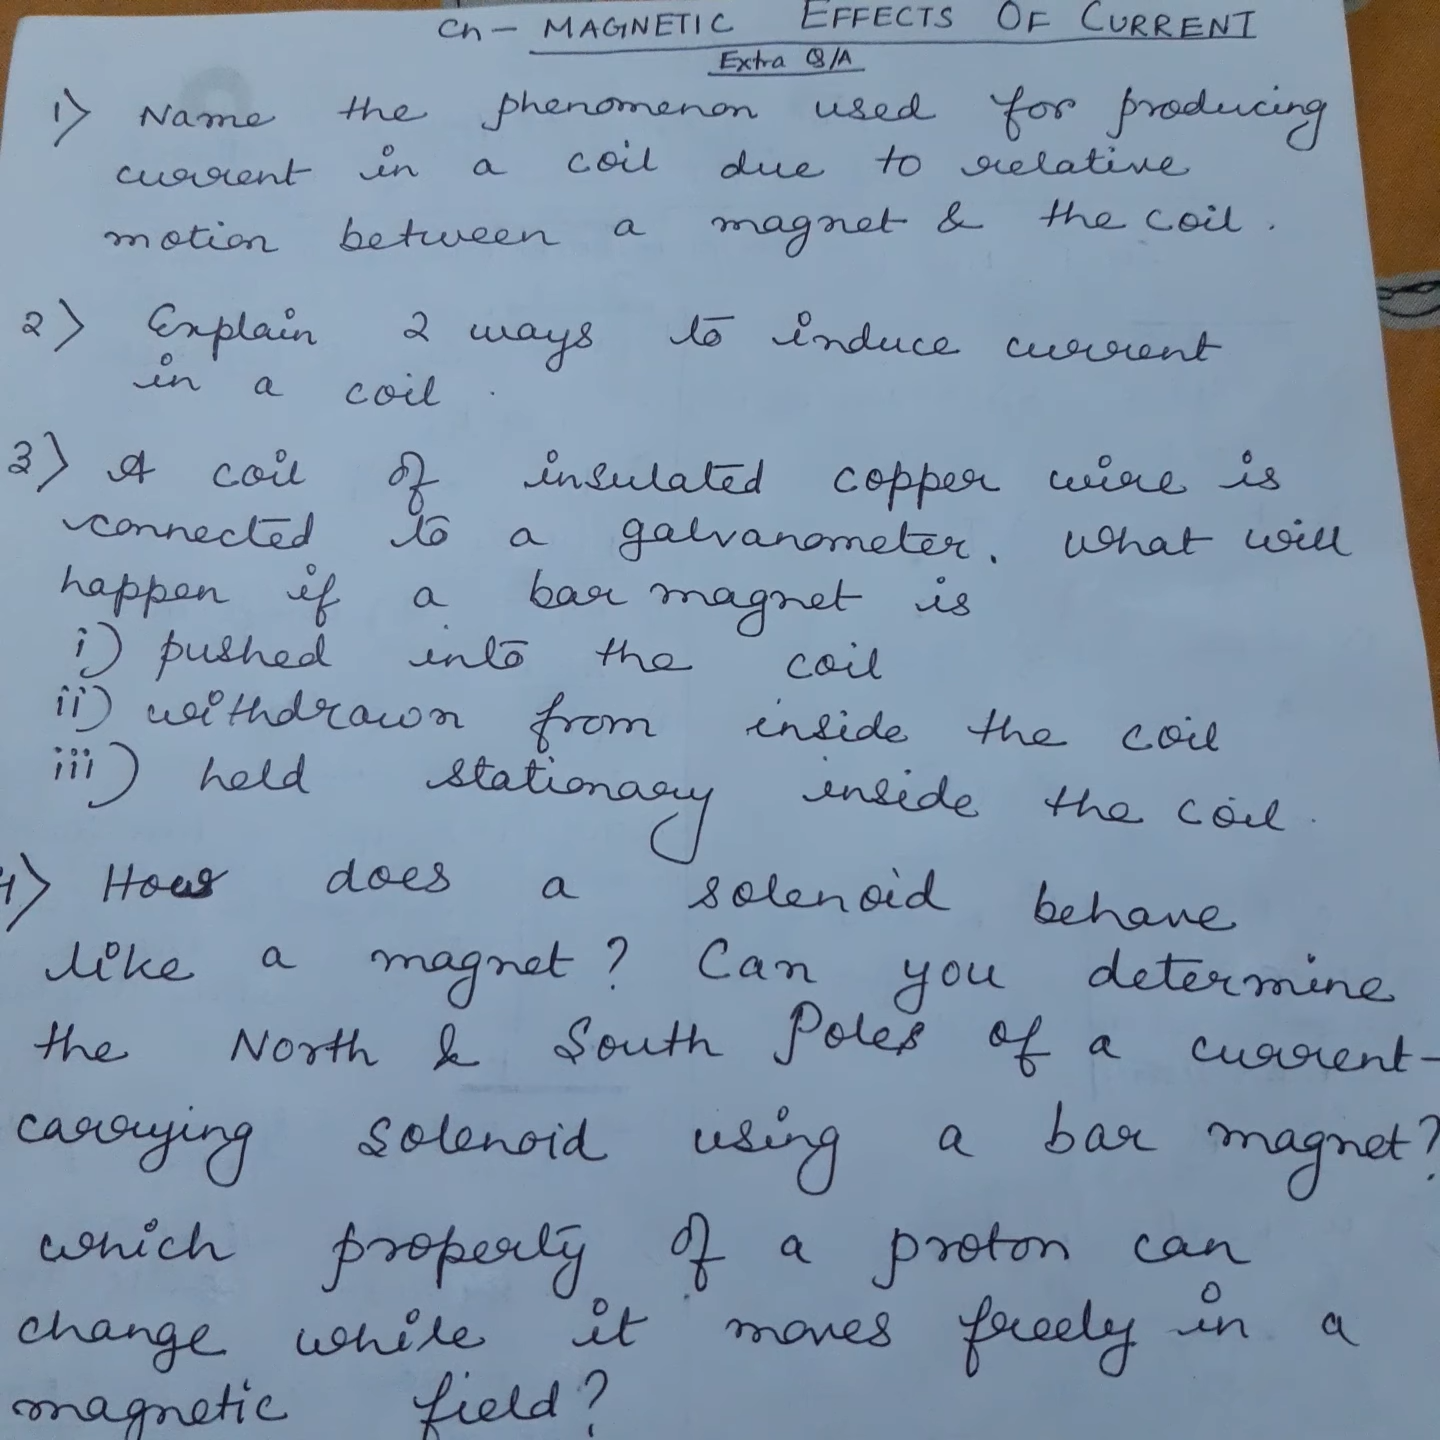 Ch - MAGNETIC EFFECTS OF CURRENT
Extra Q/A
1) Name the phenomenon used for producing
current in a coil due to relative
motion between a magnet & the coil.
2) Explain 2 ways to induce current
in a coil.
3) A coil of insulated copper wire is
connected to a galvanometer. What will
happen if a bar magnet is
i) pushed into the coil
ii) withdrawn from inside the coil
iii) held stationary inside the coil.
4) How does a solenoid behave
like a magnet? Can you determine
the North & South Poles of a current-
carrying solenoid using a bar magnet?
which property of a proton can
change while it moves freely in a
magnetic field?